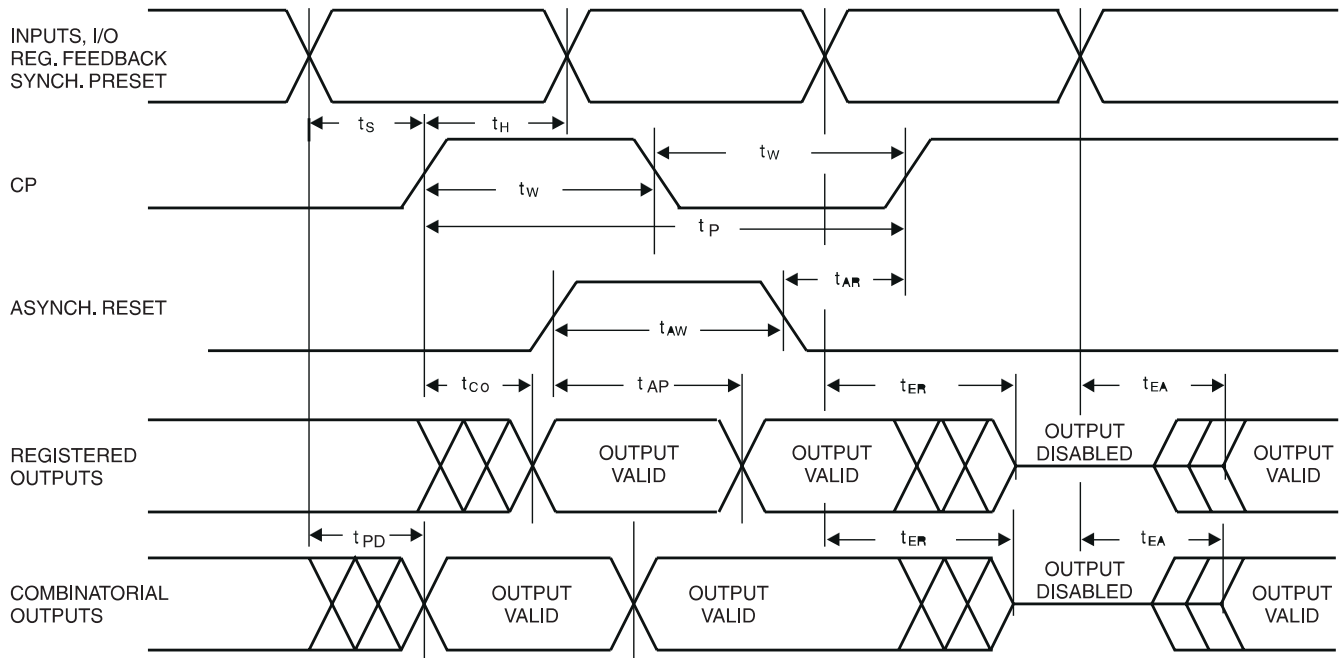 INPUTS, I/O
REG. FEEDBACK
SYNCH. PRESET
tS
tH
CP
tW
tW
tP
ASYNCH. RESET
tAR
tAW
tCO
tAP
tER
tEA
REGISTERED
OUTPUTS
OUTPUT
VALID
OUTPUT
VALID
OUTPUT
DISABLED
OUTPUT
VALID
tPD
tER
tEA
COMBINATORIAL
OUTPUTS
OUTPUT
VALID
OUTPUT
VALID
OUTPUT
DISABLED
OUTPUT
VALID